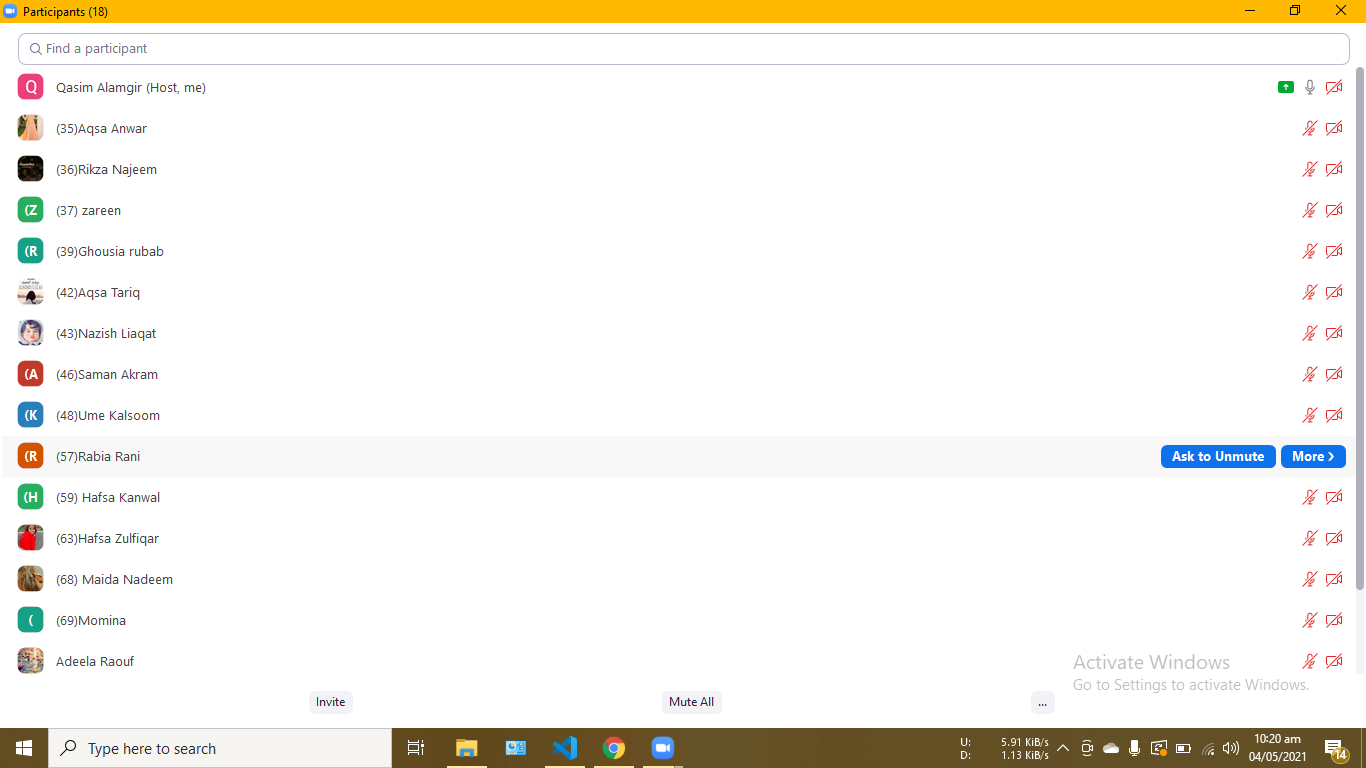 Participants (18)
Find a participant
Q Qasim Alamgir (Host, me)
(35)Aqsa Anwar
(36)Rikza Najeem
(Z (37) zareen
(R (39)Ghousia rubab
(42)Aqsa Tariq
(43)Nazish Liaqat
(A (46)Saman Akram
(K (48)Ume Kalsoom
(R (57)Rabia Rani Ask to Unmute More
(H (59) Hafsa Kanwal
(63)Hafsa Zulfiqar
(68) Maida Nadeem
( (69)Momina
Adeela Raouf
Activate Windows
Go to Settings to activate Windows.
Invite Mute All ...
Type here to search
U: 5.91 KiB/s
D: 1.13 KiB/s
10:20 am
04/05/2021
14